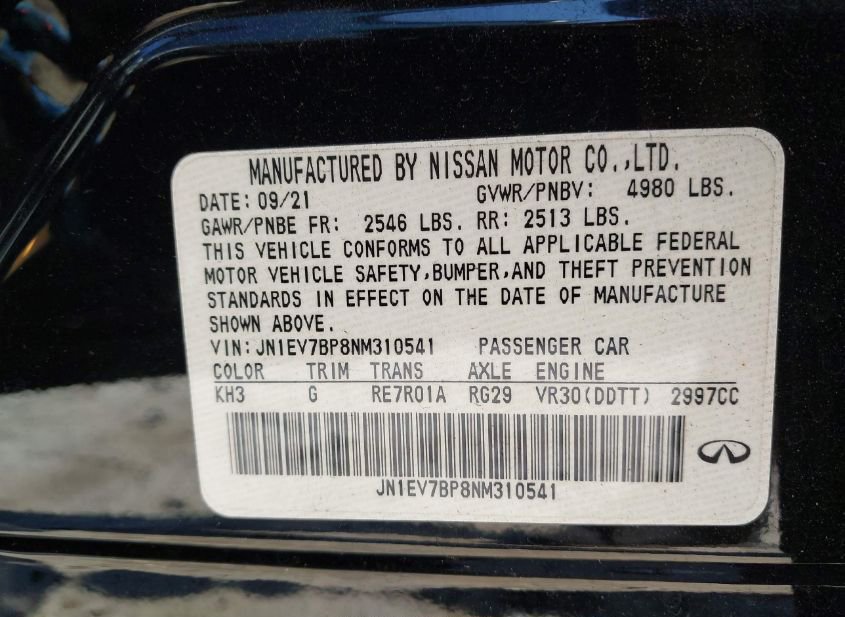 MANUFACTURED BY NISSAN MOTOR CO.,LTD.
DATE: 09/21 GVWR/PNBV: 4980 LBS.
GAWR/PNBE FR: 2546 LBS. RR: 2513 LBS.
THIS VEHICLE CONFORMS TO ALL APPLICABLE FEDERAL
MOTOR VEHICLE SAFETY,BUMPER,AND THEFT PREVENTION
STANDARDS IN EFFECT ON THE DATE OF MANUFACTURE
SHOWN ABOVE.
VIN:JN1EV7BP8NM310541 PASSENGER CAR
COLOR TRIM TRANS AXLE ENGINE
KH3 G RE7R01A RG29 VR30(DDTT) 2997CC
JN1EV7BP8NM310541